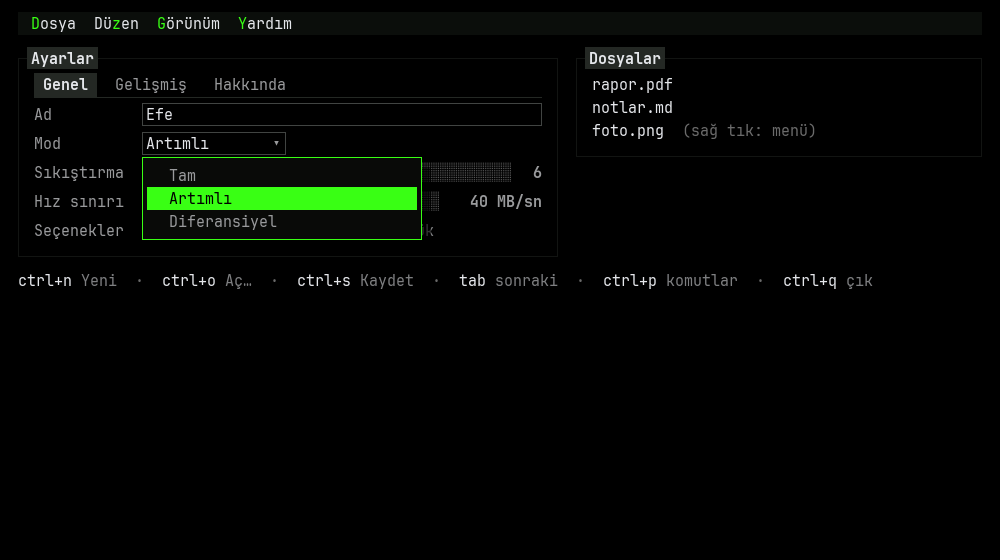 Dosya Düzen Görünüm Yardım
Ayarlar
Genel Gelişmiş Hakkında
Ad Efe
Mod Artımlı ▾
Sıkıştırma 6
Tam
Artımlı
Hız sınırı 40 MB/sn
Diferansiyel
Seçenekler
Dosyalar
rapor.pdf
notlar.md
foto.png (sağ tık: menü)
ctrl+n Yeni · ctrl+o Aç… · ctrl+s Kaydet · tab sonraki · ctrl+p komutlar · ctrl+q çık